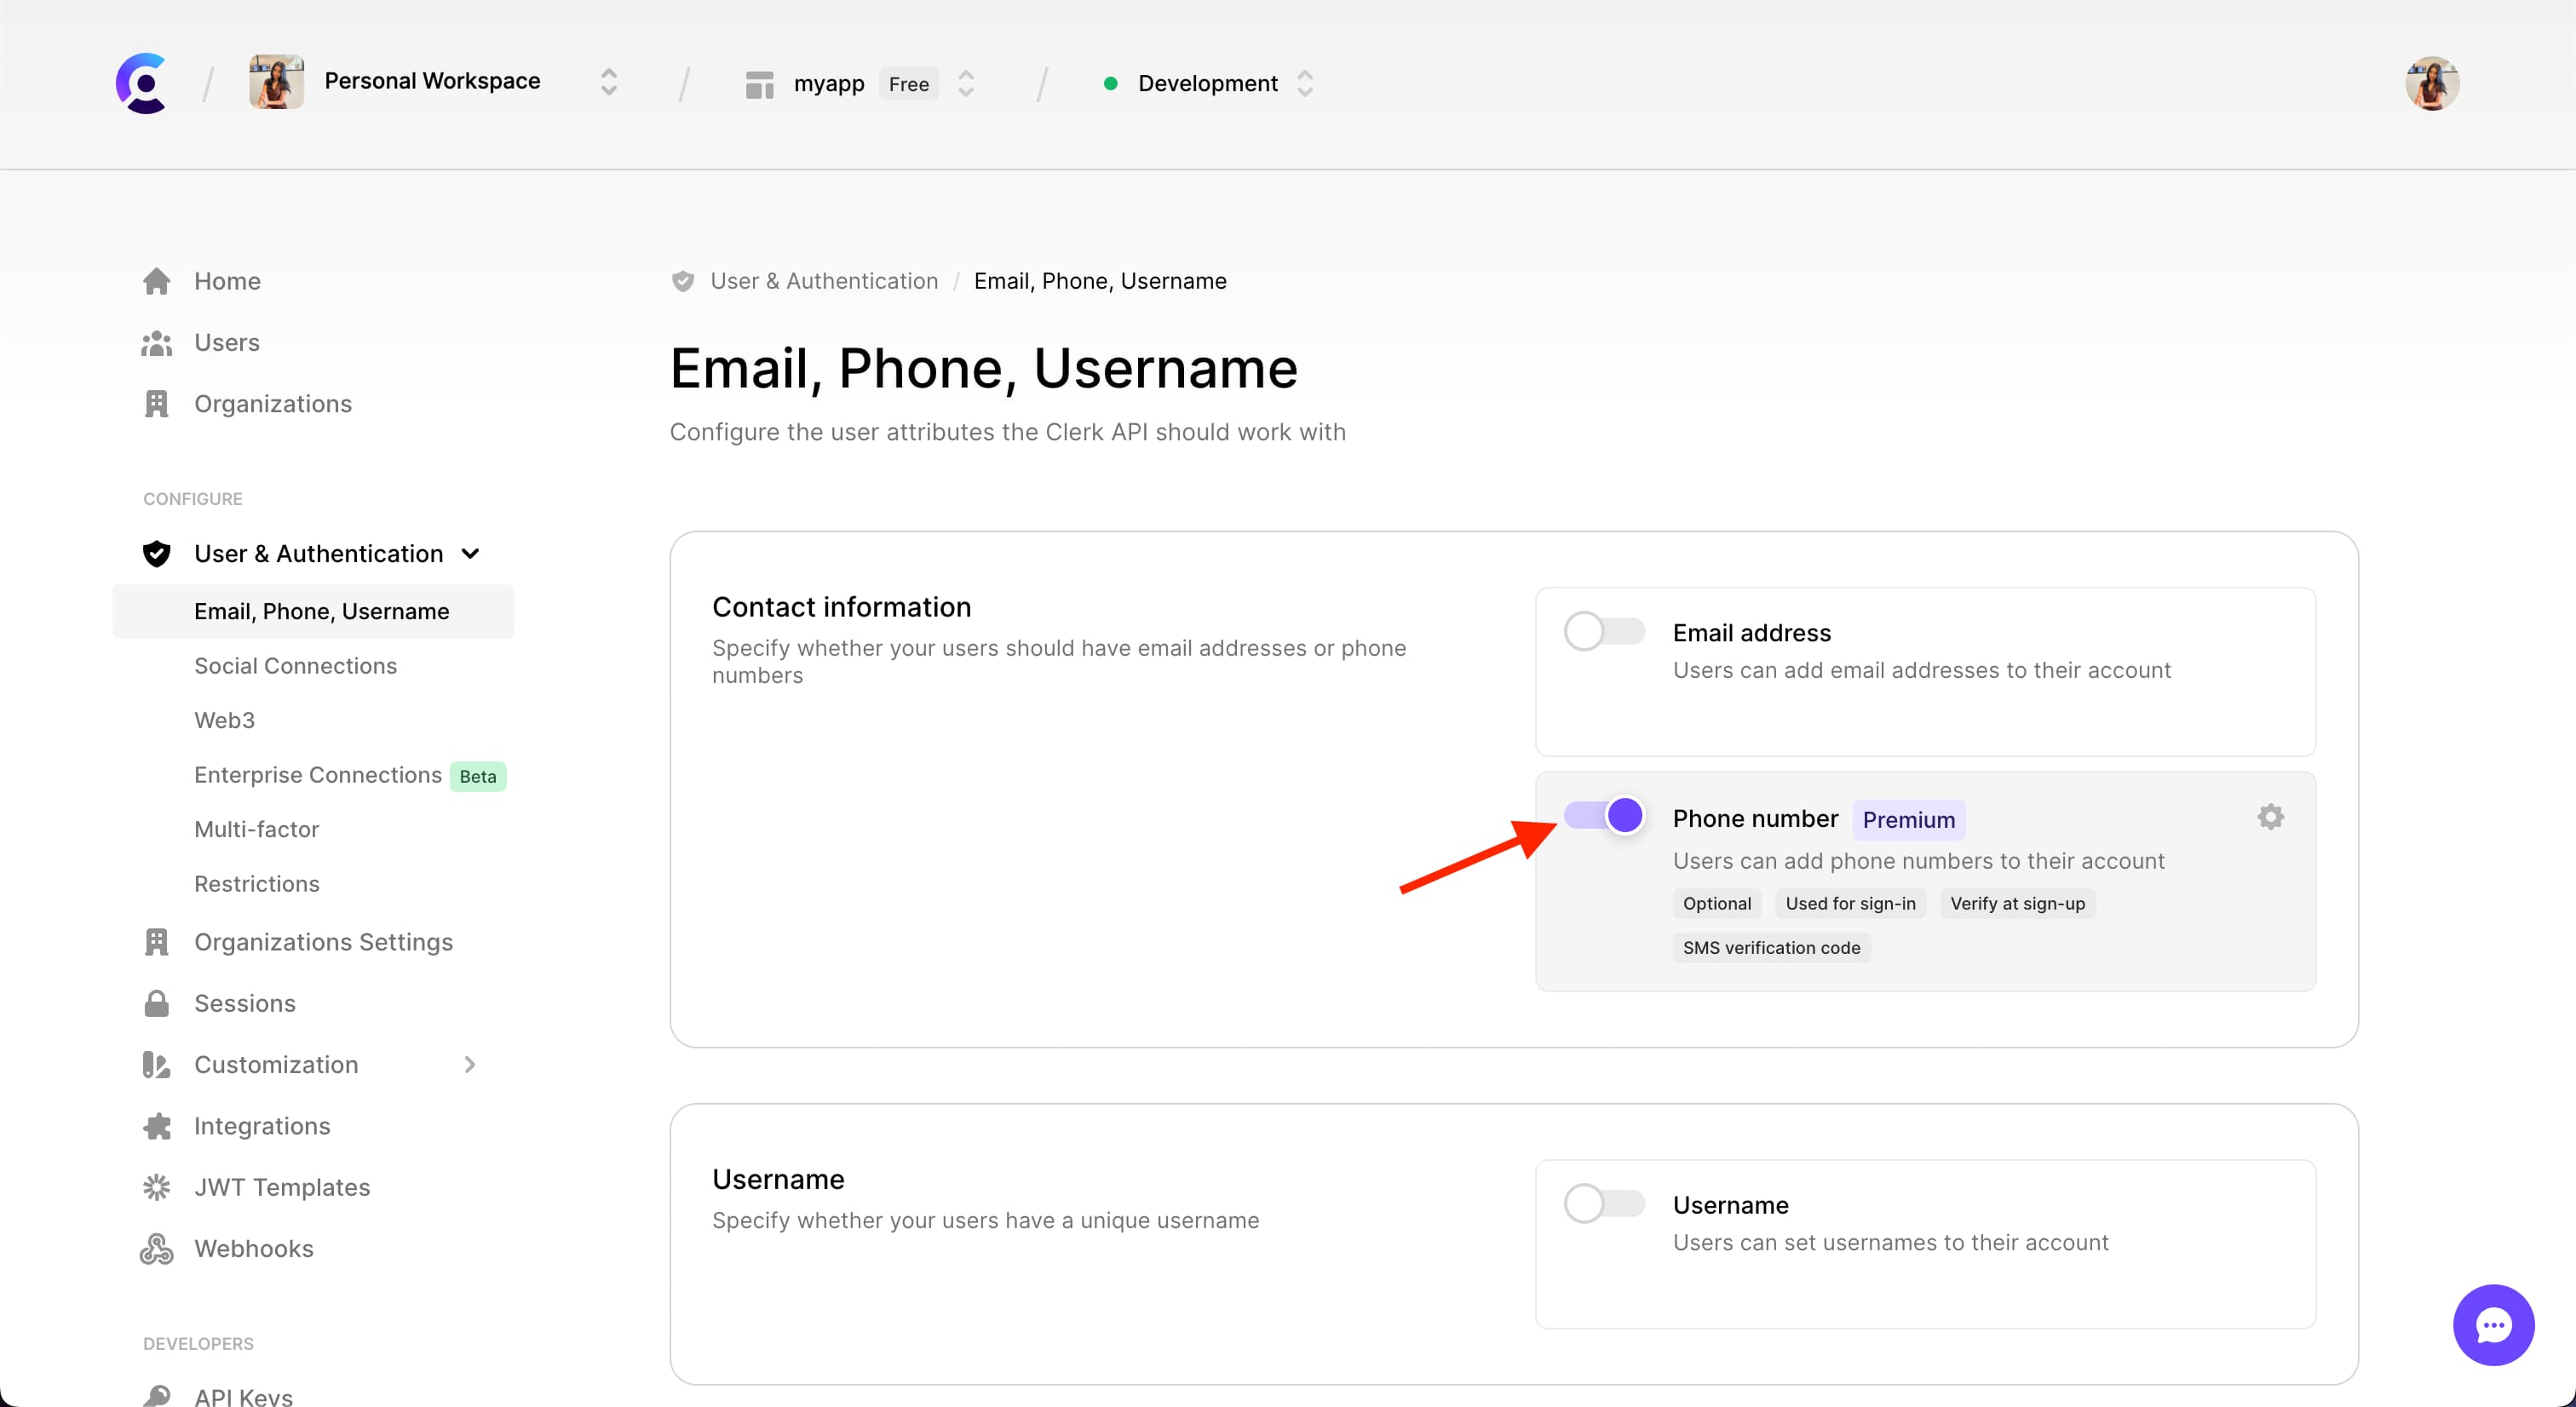 Personal Workspace
myapp Free
Development
Home
Users
Organizations
CONFIGURE
User & Authentication
Email, Phone, Username
Social Connections
Web3
Enterprise Connections Beta
Multi-factor
Restrictions
Organizations Settings
Sessions
Customization
Integrations
JWT Templates
Webhooks
DEVELOPERS
API Keys
User & Authentication / Email, Phone, Username
Email, Phone, Username
Configure the user attributes the Clerk API should work with
Contact information
Specify whether your users should have email addresses or phone
numbers
Email address
Users can add email addresses to their account
Phone number Premium
Users can add phone numbers to their account
Optional Used for sign-in Verify at sign-up
SMS verification code
Username
Specify whether your users have a unique username
Username
Users can set usernames to their account